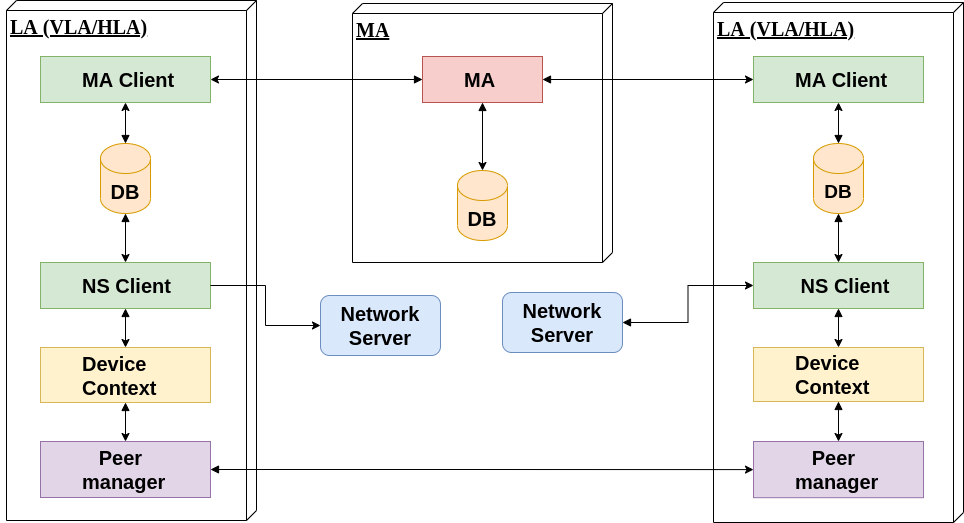 LA (VLA/HLA)
MA Client
DB
NS Client
Device
Context
Peer
manager
MA
MA
DB
Network
Server
Network
Server
LA (VLA/HLA)
MA Client
DB
NS Client
Device
Context
Peer
manager